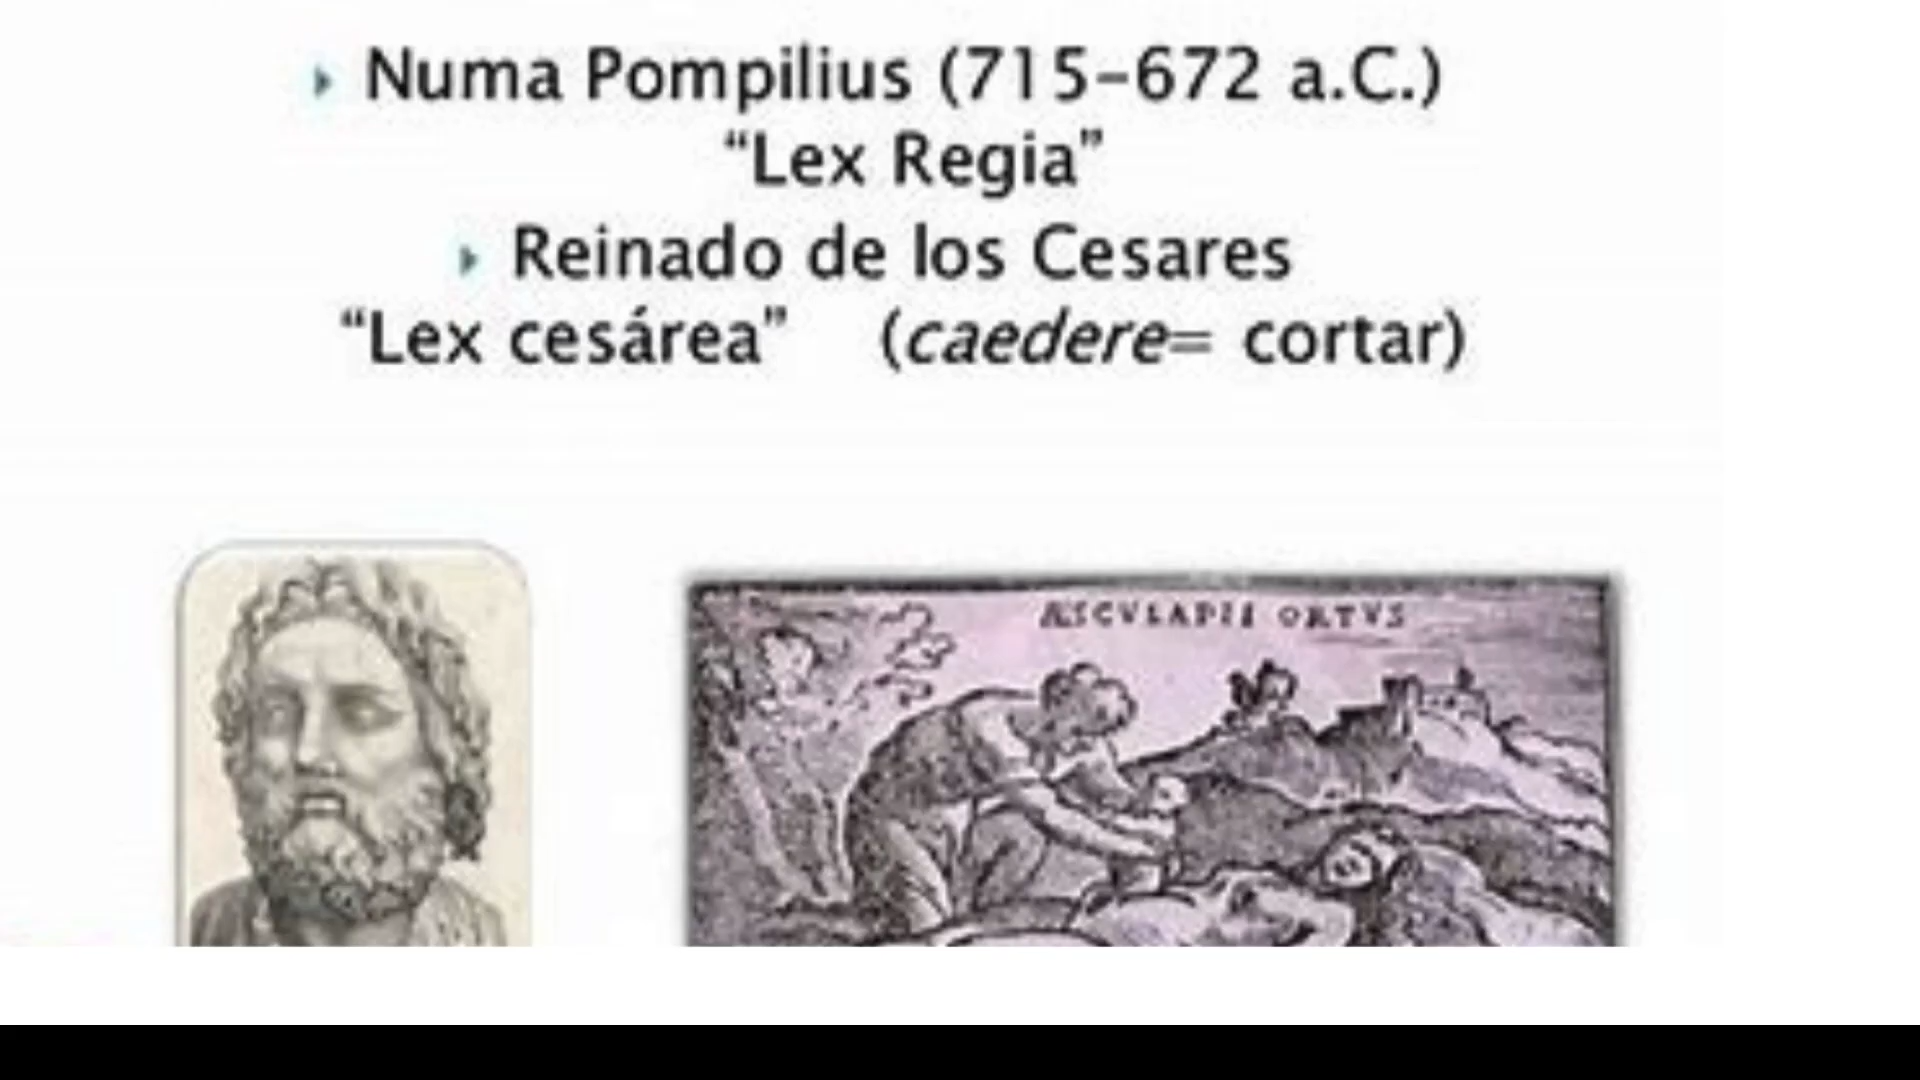 Numa Pompilius (715-672 a.C.)
“Lex Regia”
Reinado de los Cesares
“Lex cesárea” (caedere= cortar)
ÆSCVLAPII ORTVS